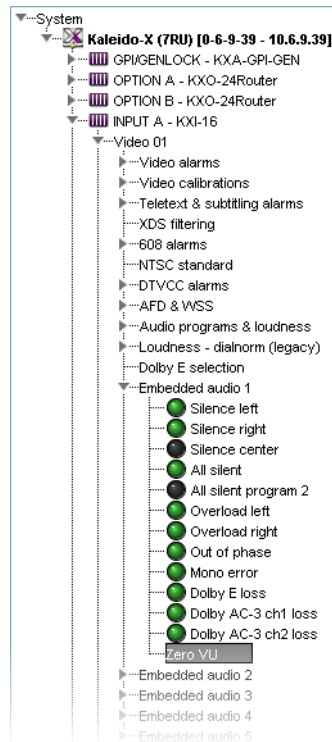 System
Kaleido-X (7RU) [0-6-9-39 - 10.6.9.39]
GPI/GENLOCK - KXA-GPI-GEN
OPTION A - KXO-24Router
OPTION B - KXO-24Router
INPUT A - KXI-16
Video 01
Video alarms
Video calibrations
Teletext & subtitling alarms
XDS filtering
608 alarms
NTSC standard
DTVCC alarms
AFD & WSS
Audio programs & loudness
Loudness - dialnorm (legacy)
Dolby E selection
Embedded audio 1
Silence left
Silence right
Silence center
All silent
All silent program 2
Overload left
Overload right
Out of phase
Mono error
Dolby E loss
Dolby AC-3 ch1 loss
Dolby AC-3 ch2 loss
Zero VU
Embedded audio 2
Embedded audio 3
Embedded audio 4
Embedded audio 5